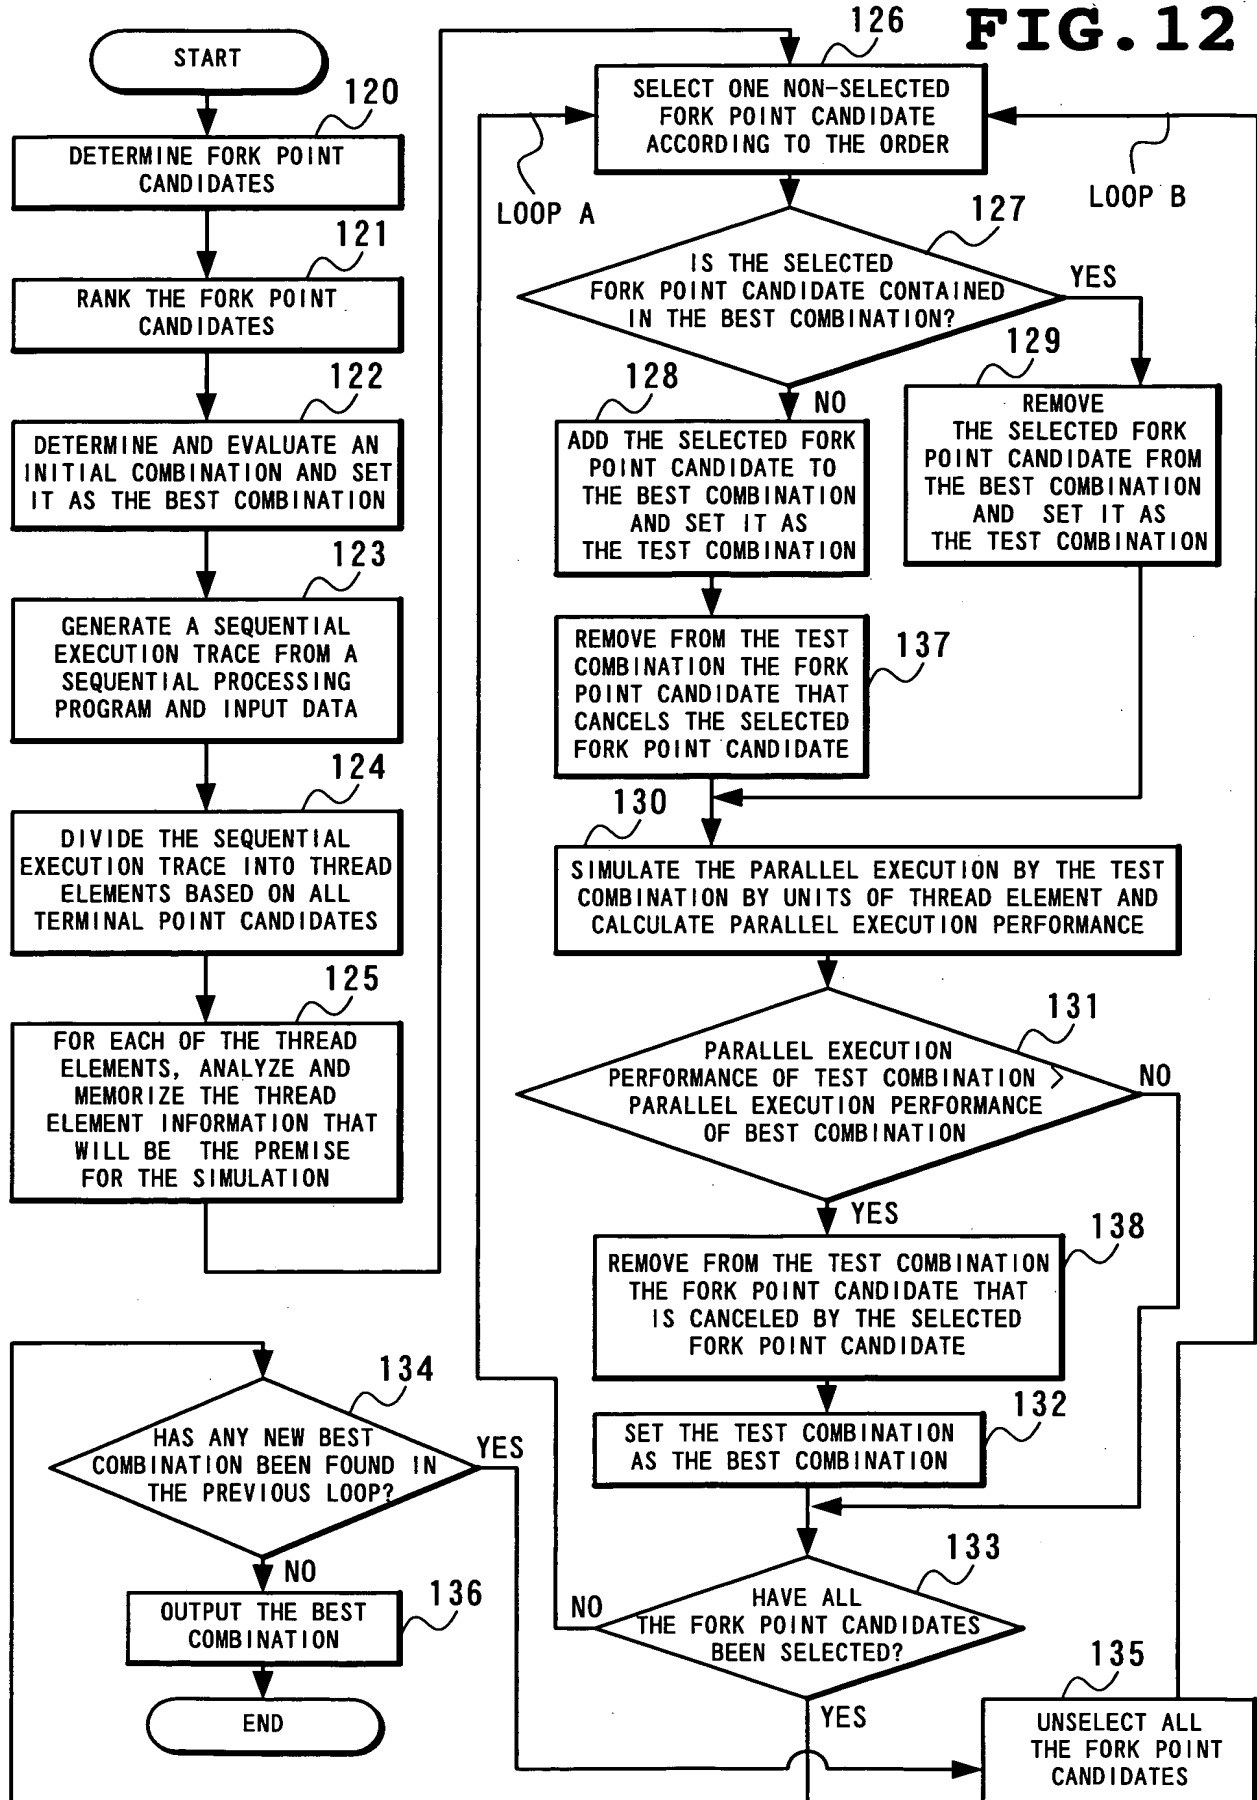 FIG.12
START
120
DETERMINE FORK POINT
CANDIDATES
121
RANK THE FORK POINT
CANDIDATES
122
DETERMINE AND EVALUATE AN
INITIAL COMBINATION AND SET
IT AS THE BEST COMBINATION
123
GENERATE A SEQUENTIAL
EXECUTION TRACE FROM A
SEQUENTIAL PROCESSING
PROGRAM AND INPUT DATA
124
DIVIDE THE SEQUENTIAL
EXECUTION TRACE INTO THREAD
ELEMENTS BASED ON ALL
TERMINAL POINT CANDIDATES
125
FOR EACH OF THE THREAD
ELEMENTS, ANALYZE AND
MEMORIZE THE THREAD
ELEMENT INFORMATION THAT
WILL BE THE PREMISE
FOR THE SIMULATION
126
SELECT ONE NON-SELECTED
FORK POINT CANDIDATE
ACCORDING TO THE ORDER
LOOP A
LOOP B
127
IS THE SELECTED
FORK POINT CANDIDATE CONTAINED
IN THE BEST COMBINATION?
YES
NO
128
ADD THE SELECTED FORK
POINT CANDIDATE TO
THE BEST COMBINATION
AND SET IT AS
THE TEST COMBINATION
129
REMOVE
THE SELECTED FORK
POINT CANDIDATE FROM
THE BEST COMBINATION
AND SET IT AS
THE TEST COMBINATION
137
REMOVE FROM THE TEST
COMBINATION THE FORK
POINT CANDIDATE THAT
CANCELS THE SELECTED
FORK POINT CANDIDATE
130
SIMULATE THE PARALLEL EXECUTION BY THE TEST
COMBINATION BY UNITS OF THREAD ELEMENT AND
CALCULATE PARALLEL EXECUTION PERFORMANCE
131
PARALLEL EXECUTION
PERFORMANCE OF TEST COMBINATION >
PARALLEL EXECUTION PERFORMANCE
OF BEST COMBINATION
NO
YES
138
REMOVE FROM THE TEST COMBINATION
THE FORK POINT CANDIDATE THAT
IS CANCELED BY THE SELECTED
FORK POINT CANDIDATE
132
SET THE TEST COMBINATION
AS THE BEST COMBINATION
133
HAVE ALL
THE FORK POINT CANDIDATES
BEEN SELECTED?
NO
YES
134
HAS ANY NEW BEST
COMBINATION BEEN FOUND IN
THE PREVIOUS LOOP?
YES
NO
135
UNSELECT ALL
THE FORK POINT
CANDIDATES
136
OUTPUT THE BEST
COMBINATION
END